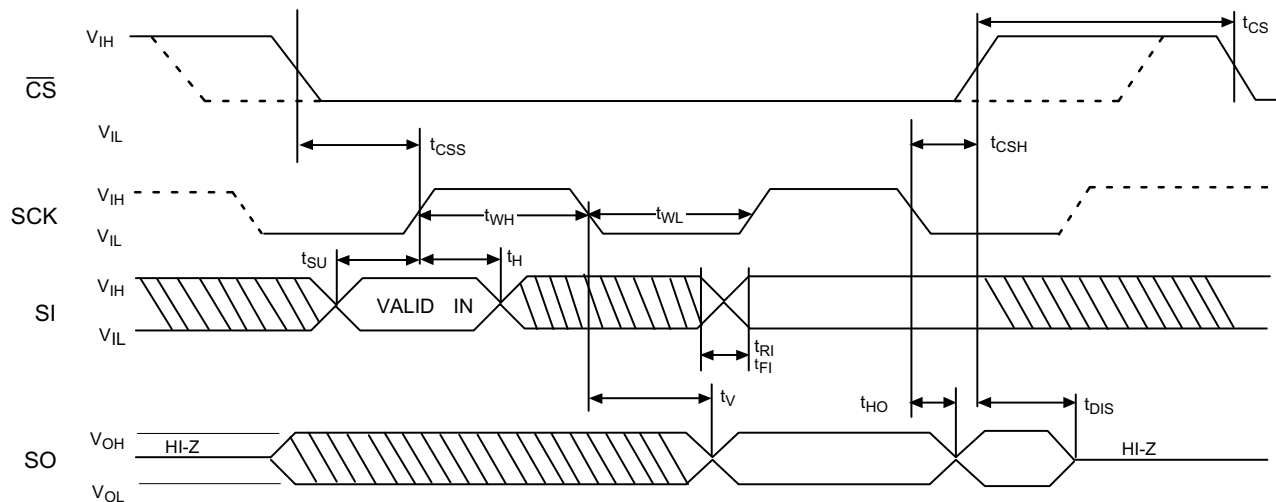 V_IH
t_CS
CS
V_IL
t_CSS
t_CSH
V_IH
SCK
t_WH
t_WL
V_IL
t_SU
t_H
V_IH
SI
VALID IN
V_IL
t_RI
t_FI
t_V
t_HO
t_DIS
V_OH
HI-Z
HI-Z
SO
V_OL